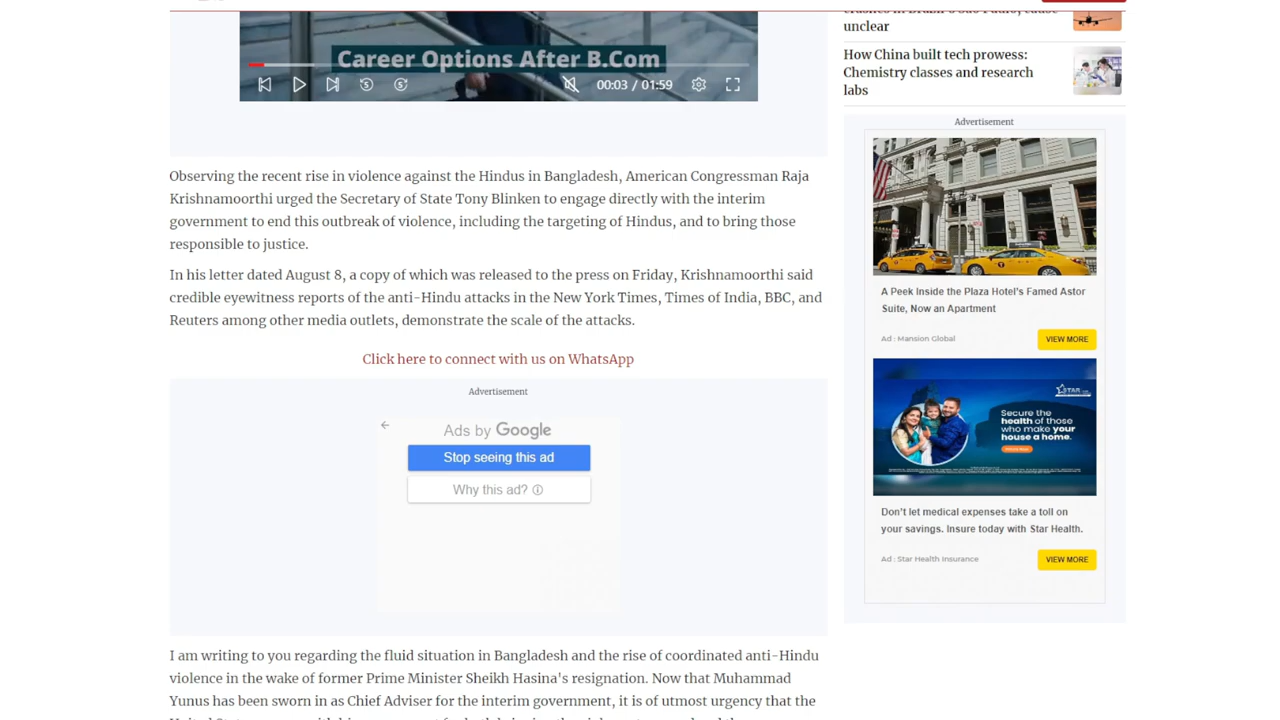 unclear
How China built tech prowess:
Chemistry classes and research
labs
Career Options After B.Com
00:03 / 01:59
Advertisement
Observing the recent rise in violence against the Hindus in Bangladesh, American Congressman Raja
Krishnamoorthi urged the Secretary of State Tony Blinken to engage directly with the interim
government to end this outbreak of violence, including the targeting of Hindus, and to bring those
responsible to justice.
In his letter dated August 8, a copy of which was released to the press on Friday, Krishnamoorthi said
credible eyewitness reports of the anti-Hindu attacks in the New York Times, Times of India, BBC, and
Reuters among other media outlets, demonstrate the scale of the attacks.
Click here to connect with us on WhatsApp
Advertisement
Ads by Google
Stop seeing this ad
Why this ad?
A Peek Inside the Plaza Hotel's Famed Astor
Suite, Now an Apartment
Ad : Mansion Global
VIEW MORE
STAR
Secure the
health of those
who make your
house a home.
Don't let medical expenses take a toll on
your savings. Insure today with Star Health.
Ad : Star Health Insurance
VIEW MORE
I am writing to you regarding the fluid situation in Bangladesh and the rise of coordinated anti-Hindu
violence in the wake of former Prime Minister Sheikh Hasina's resignation. Now that Muhammad
Yunus has been sworn in as Chief Adviser for the interim government, it is of utmost urgency that the